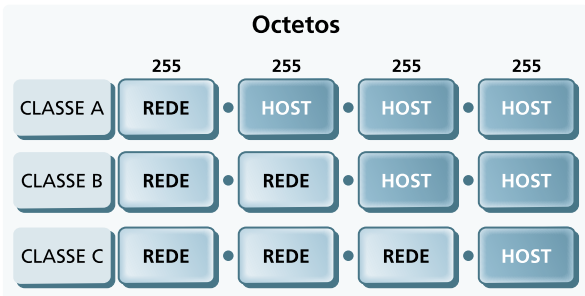 Octetos
255 255 255 255
CLASSE A REDE • HOST • HOST • HOST
CLASSE B REDE • REDE • HOST • HOST
CLASSE C REDE • REDE • REDE • HOST